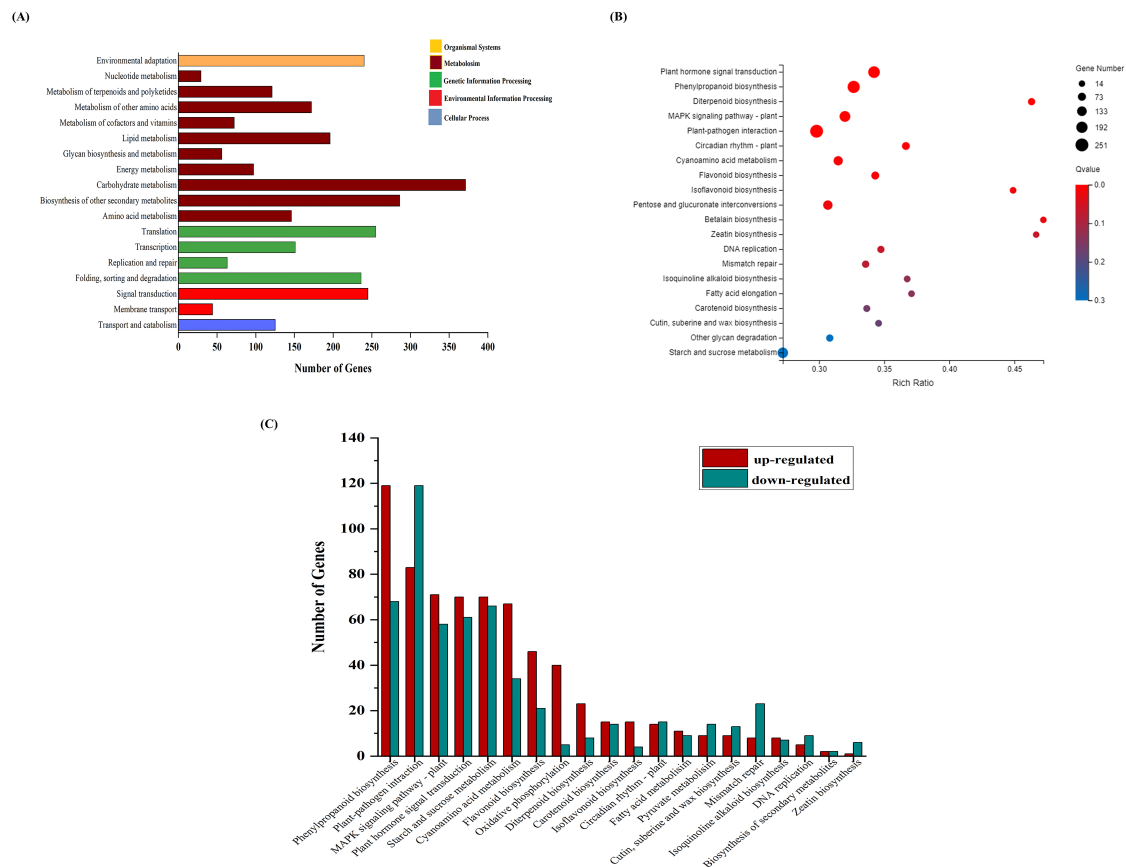 (A)
Environmental adaptation
Nucleotide metabolism
Metabolism of terpenoids and polyketides
Metabolism of other amino acids
Metabolism of cofactors and vitamins
Lipid metabolism
Glycan biosynthesis and metabolism
Energy metabolism
Carbohydrate metabolism
Biosynthesis of other secondary metabolites
Amino acid metabolism
Translation
Transcription
Replication and repair
Folding, sorting and degradation
Signal transduction
Membrane transport
Transport and catabolism
0 50 100 150 200 250 300 350 400
Number of Genes
Organismal Systems
Metabolosim
Genetic Information Processing
Environmental Information Processing
Cellular Process
(B)
Plant hormone signal transduction
Phenylpropanoid biosynthesis
Diterpenoid biosynthesis
MAPK signaling pathway - plant
Plant-pathogen interaction
Circadian rhythm - plant
Cyanoamino acid metabolism
Flavonoid biosynthesis
Isoflavonoid biosynthesis
Pentose and glucuronate interconversions
Betalain biosynthesis
Zeatin biosynthesis
DNA replication
Mismatch repair
Isoquinoline alkaloid biosynthesis
Fatty acid elongation
Carotenoid biosynthesis
Cutin, suberine and wax biosynthesis
Other glycan degradation
Starch and sucrose metabolism
0.30 0.35 0.40 0.45
Rich Ratio
Gene Number
14
73
133
192
251
Qvalue
0.0
0.1
0.2
0.3
(C)
140
120
100
80
60
40
20
0
Number of Genes
up-regulated
down-regulated
Phenylpropanoid biosynthesis
Plant-pathogen intraction
MAPK signaling pathway - plant
Plant hormone signal transduction
Starch and sucrose metabolism
Cyanoamino acid metabolism
Flavonoid biosynthesis
Oxidative phosphorylation
Diterpenoid biosynthesis
Carotenoid biosynthesis
Isoflavonoid biosynthesis
Circadian rhythm - plant
Fatty acid metabolisim
Pyruvate metabolisim
Cutin, suberine and wax biosynthesis
Mismatch repair
Isoquinoline alkaloid biosynthesis
DNA replication
Biosynthesis of secondary metabolites
Zeatin biosynthesis